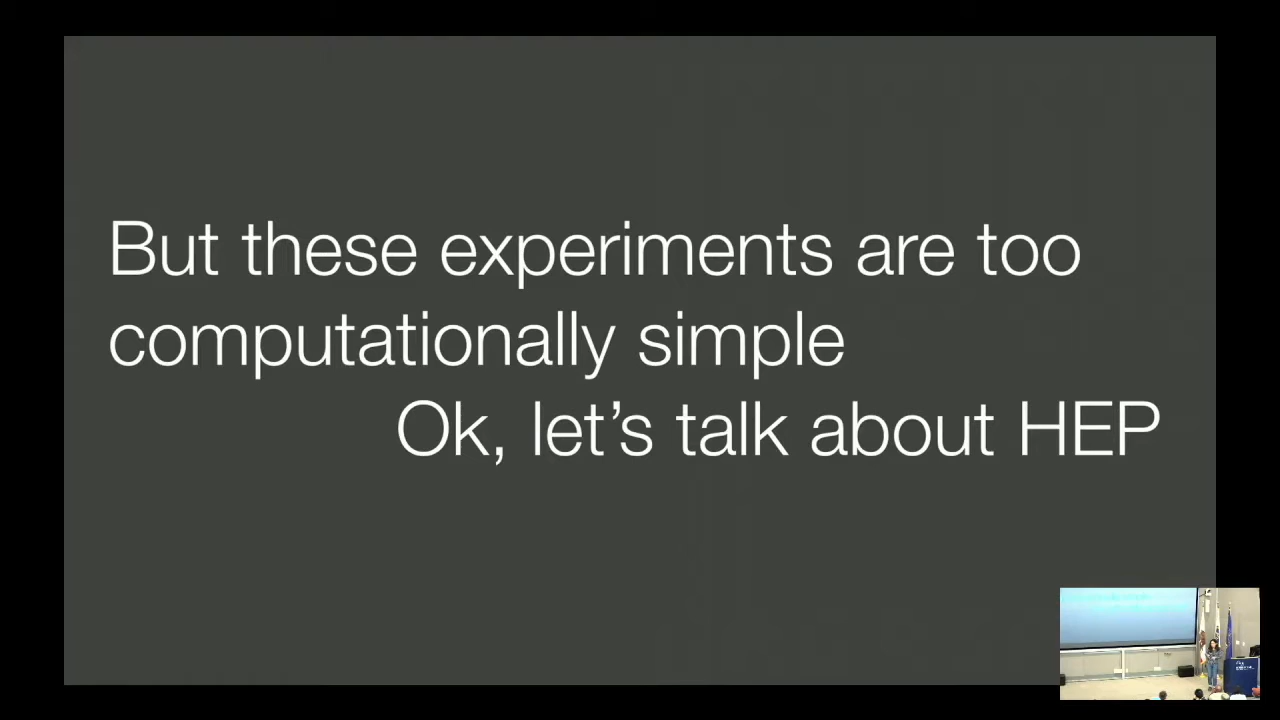 But these experiments are too
computationally simple
Ok, let’s talk about HEP